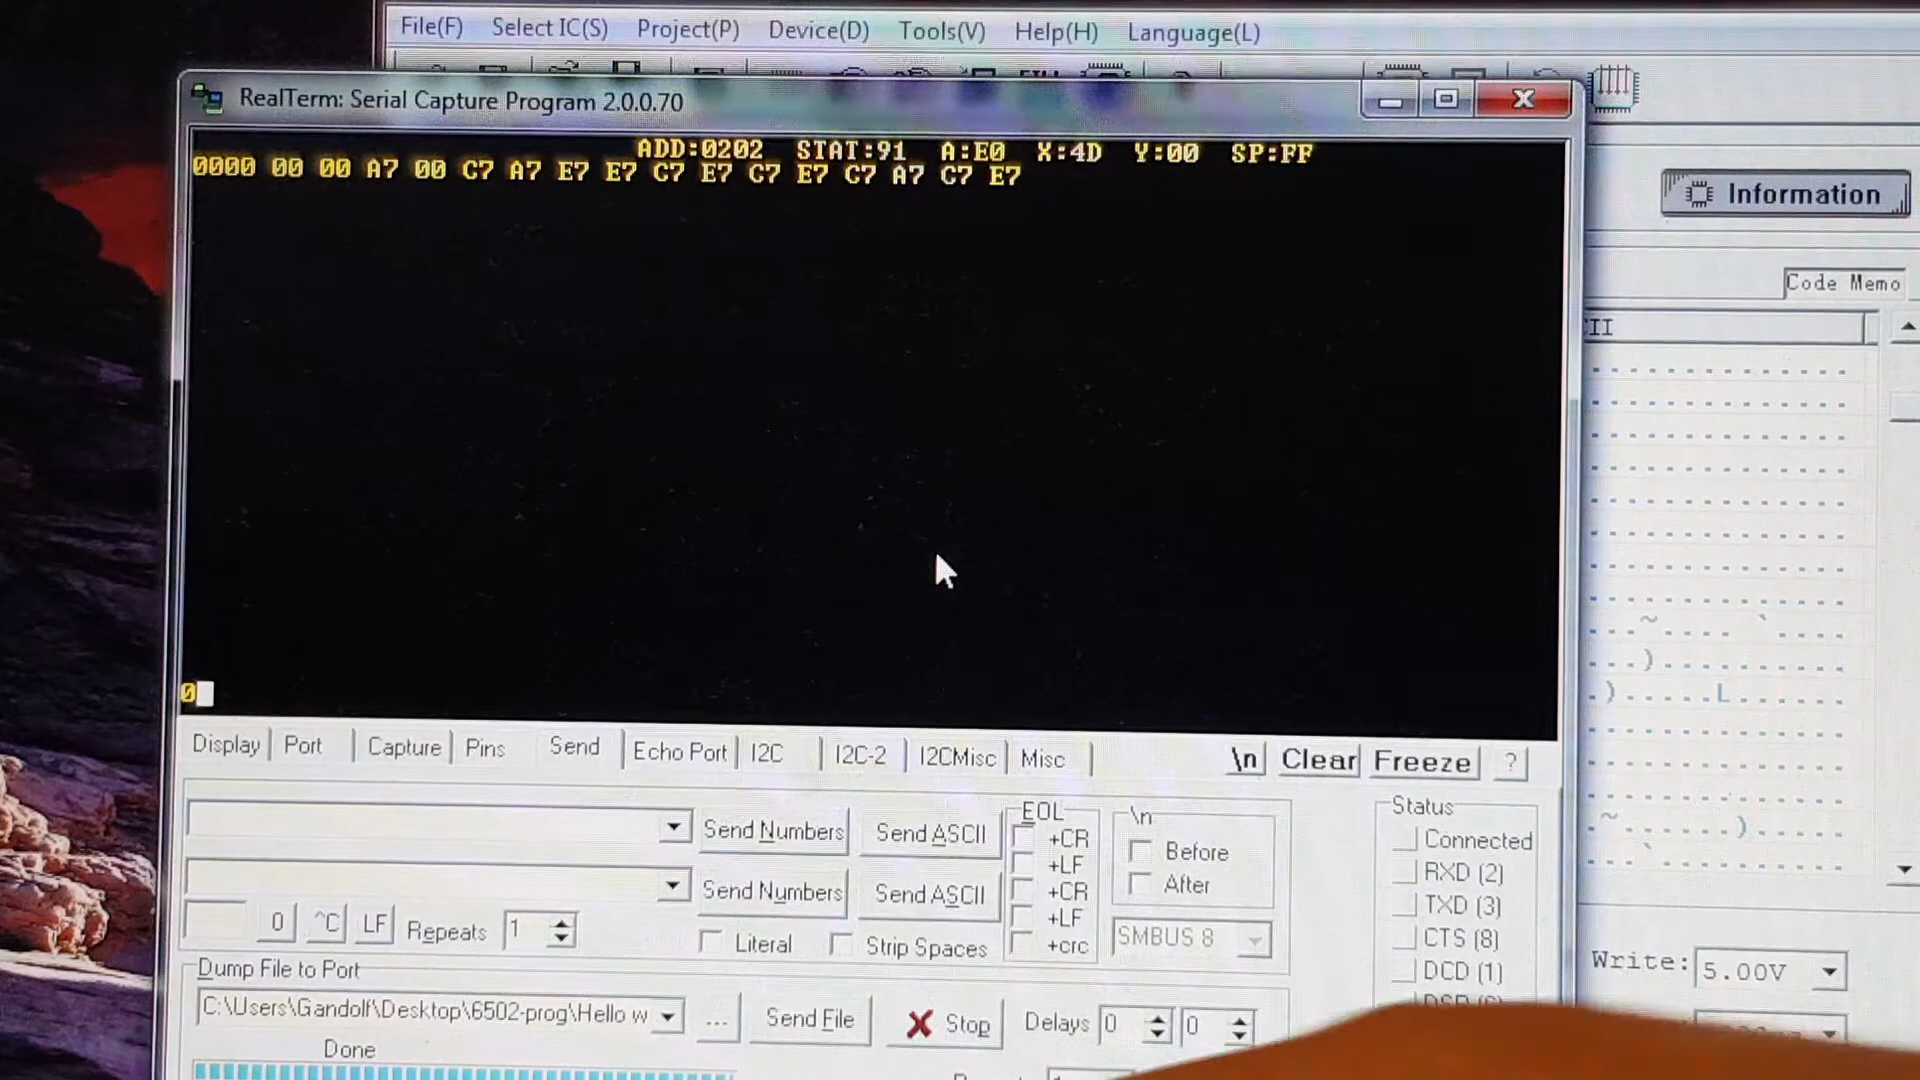 File(F) Select IC(S) Project(P) Device(D) Tools(V) Help(H) Language(L)
RealTerm: Serial Capture Program 2.0.0.70
ADD:0202 STAT:91 A:E0 X:4D Y:00 SP:FF
0000 00 00 A7 00 C7 A7 E7 E7 C7 E7 C7 E7 C7 A7 C7 E7
Information
Code Memo
II
~ `
)
) L
~ )
`
0
Display Port Capture Pins Send Echo Port I2C I2C-2 I2CMisc Misc \n Clear Freeze ?
Send Numbers Send ASCII
Send Numbers Send ASCII
0 ^C LF Repeats 1
Literal Strip Spaces
EOL
+CR
+LF
+CR
+LF
+crc
\n
Before
After
SMBUS 8
Status
Connected
RXD (2)
TXD (3)
CTS (8)
DCD (1)
Write: 5.00V
Dump File to Port
C:\Users\Gandolf\Desktop\6502-prog\Hello w ... Send File Stop Delays 0 0
Done